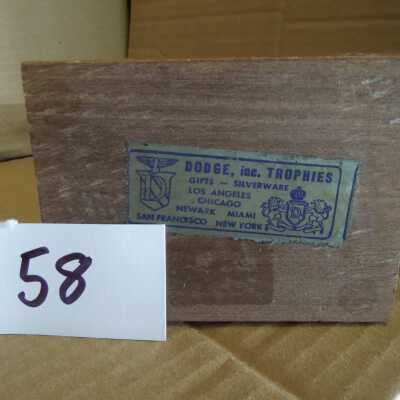 DODGE, inc. TROPHIES
GIFTS — SILVERWARE
LOS ANGELES
CHICAGO
NEWARK MIAMI
SAN FRANCISCO NEW YORK
58